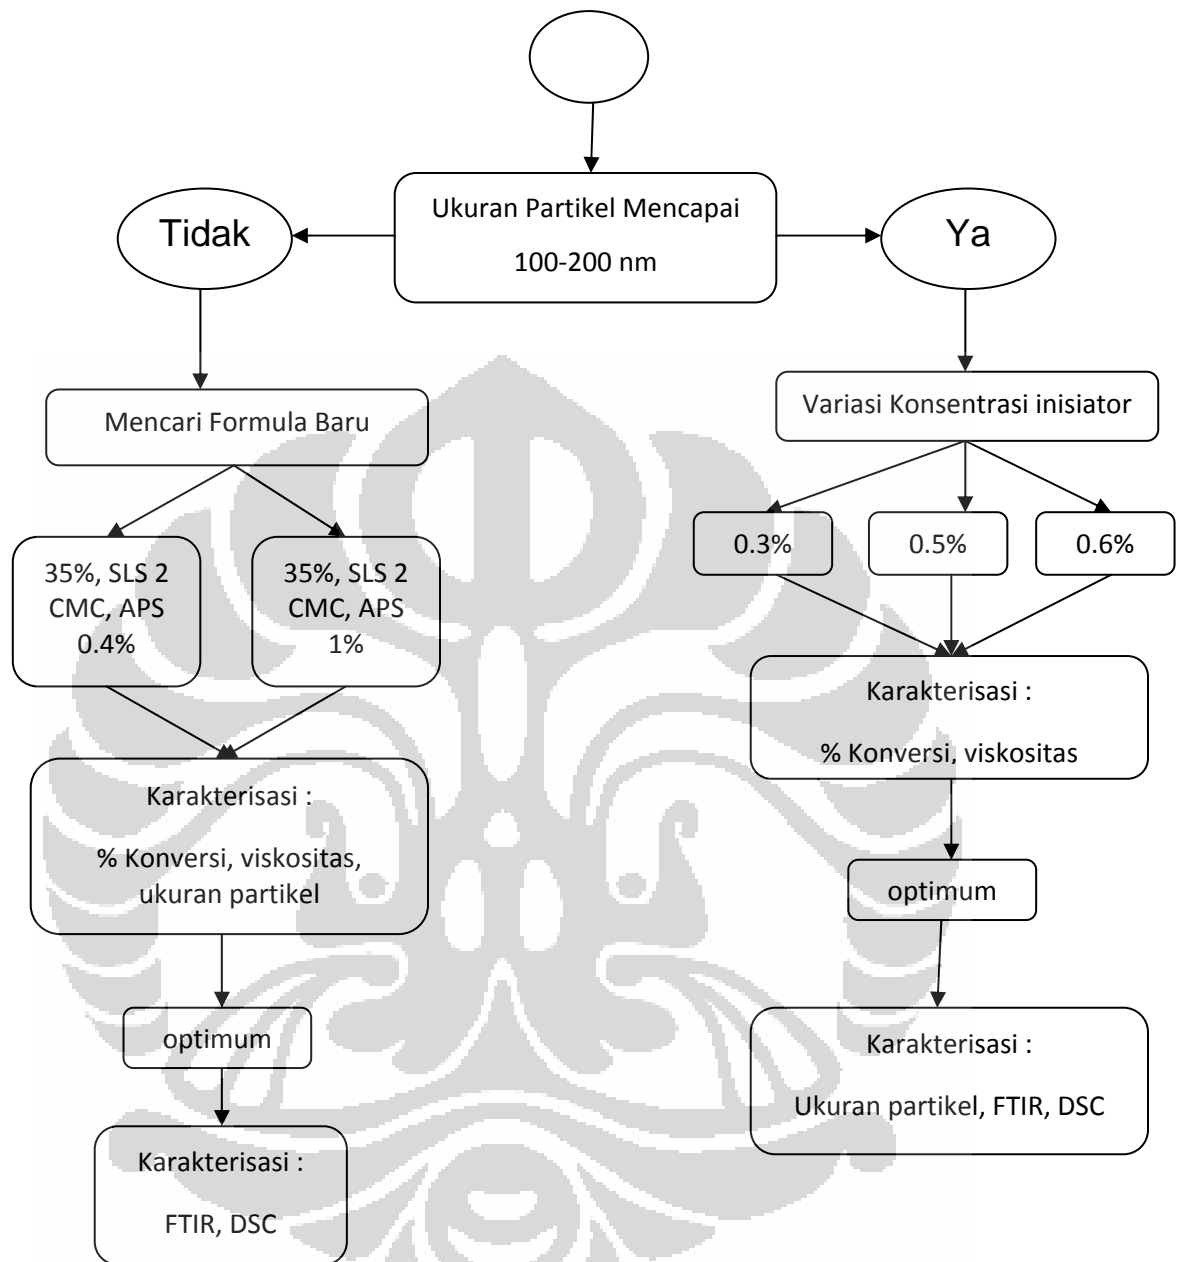 Ukuran Partikel Mencapai
100-200 nm
Tidak
Ya
Mencari Formula Baru
Variasi Konsentrasi inisiator
35%, SLS 2
CMC, APS
0.4%
35%, SLS 2
CMC, APS
1%
0.3%
0.5%
0.6%
Karakterisasi :
% Konversi, viskositas,
ukuran partikel
Karakterisasi :
% Konversi, viskositas
optimum
optimum
Karakterisasi :
FTIR, DSC
Karakterisasi :
Ukuran partikel, FTIR, DSC